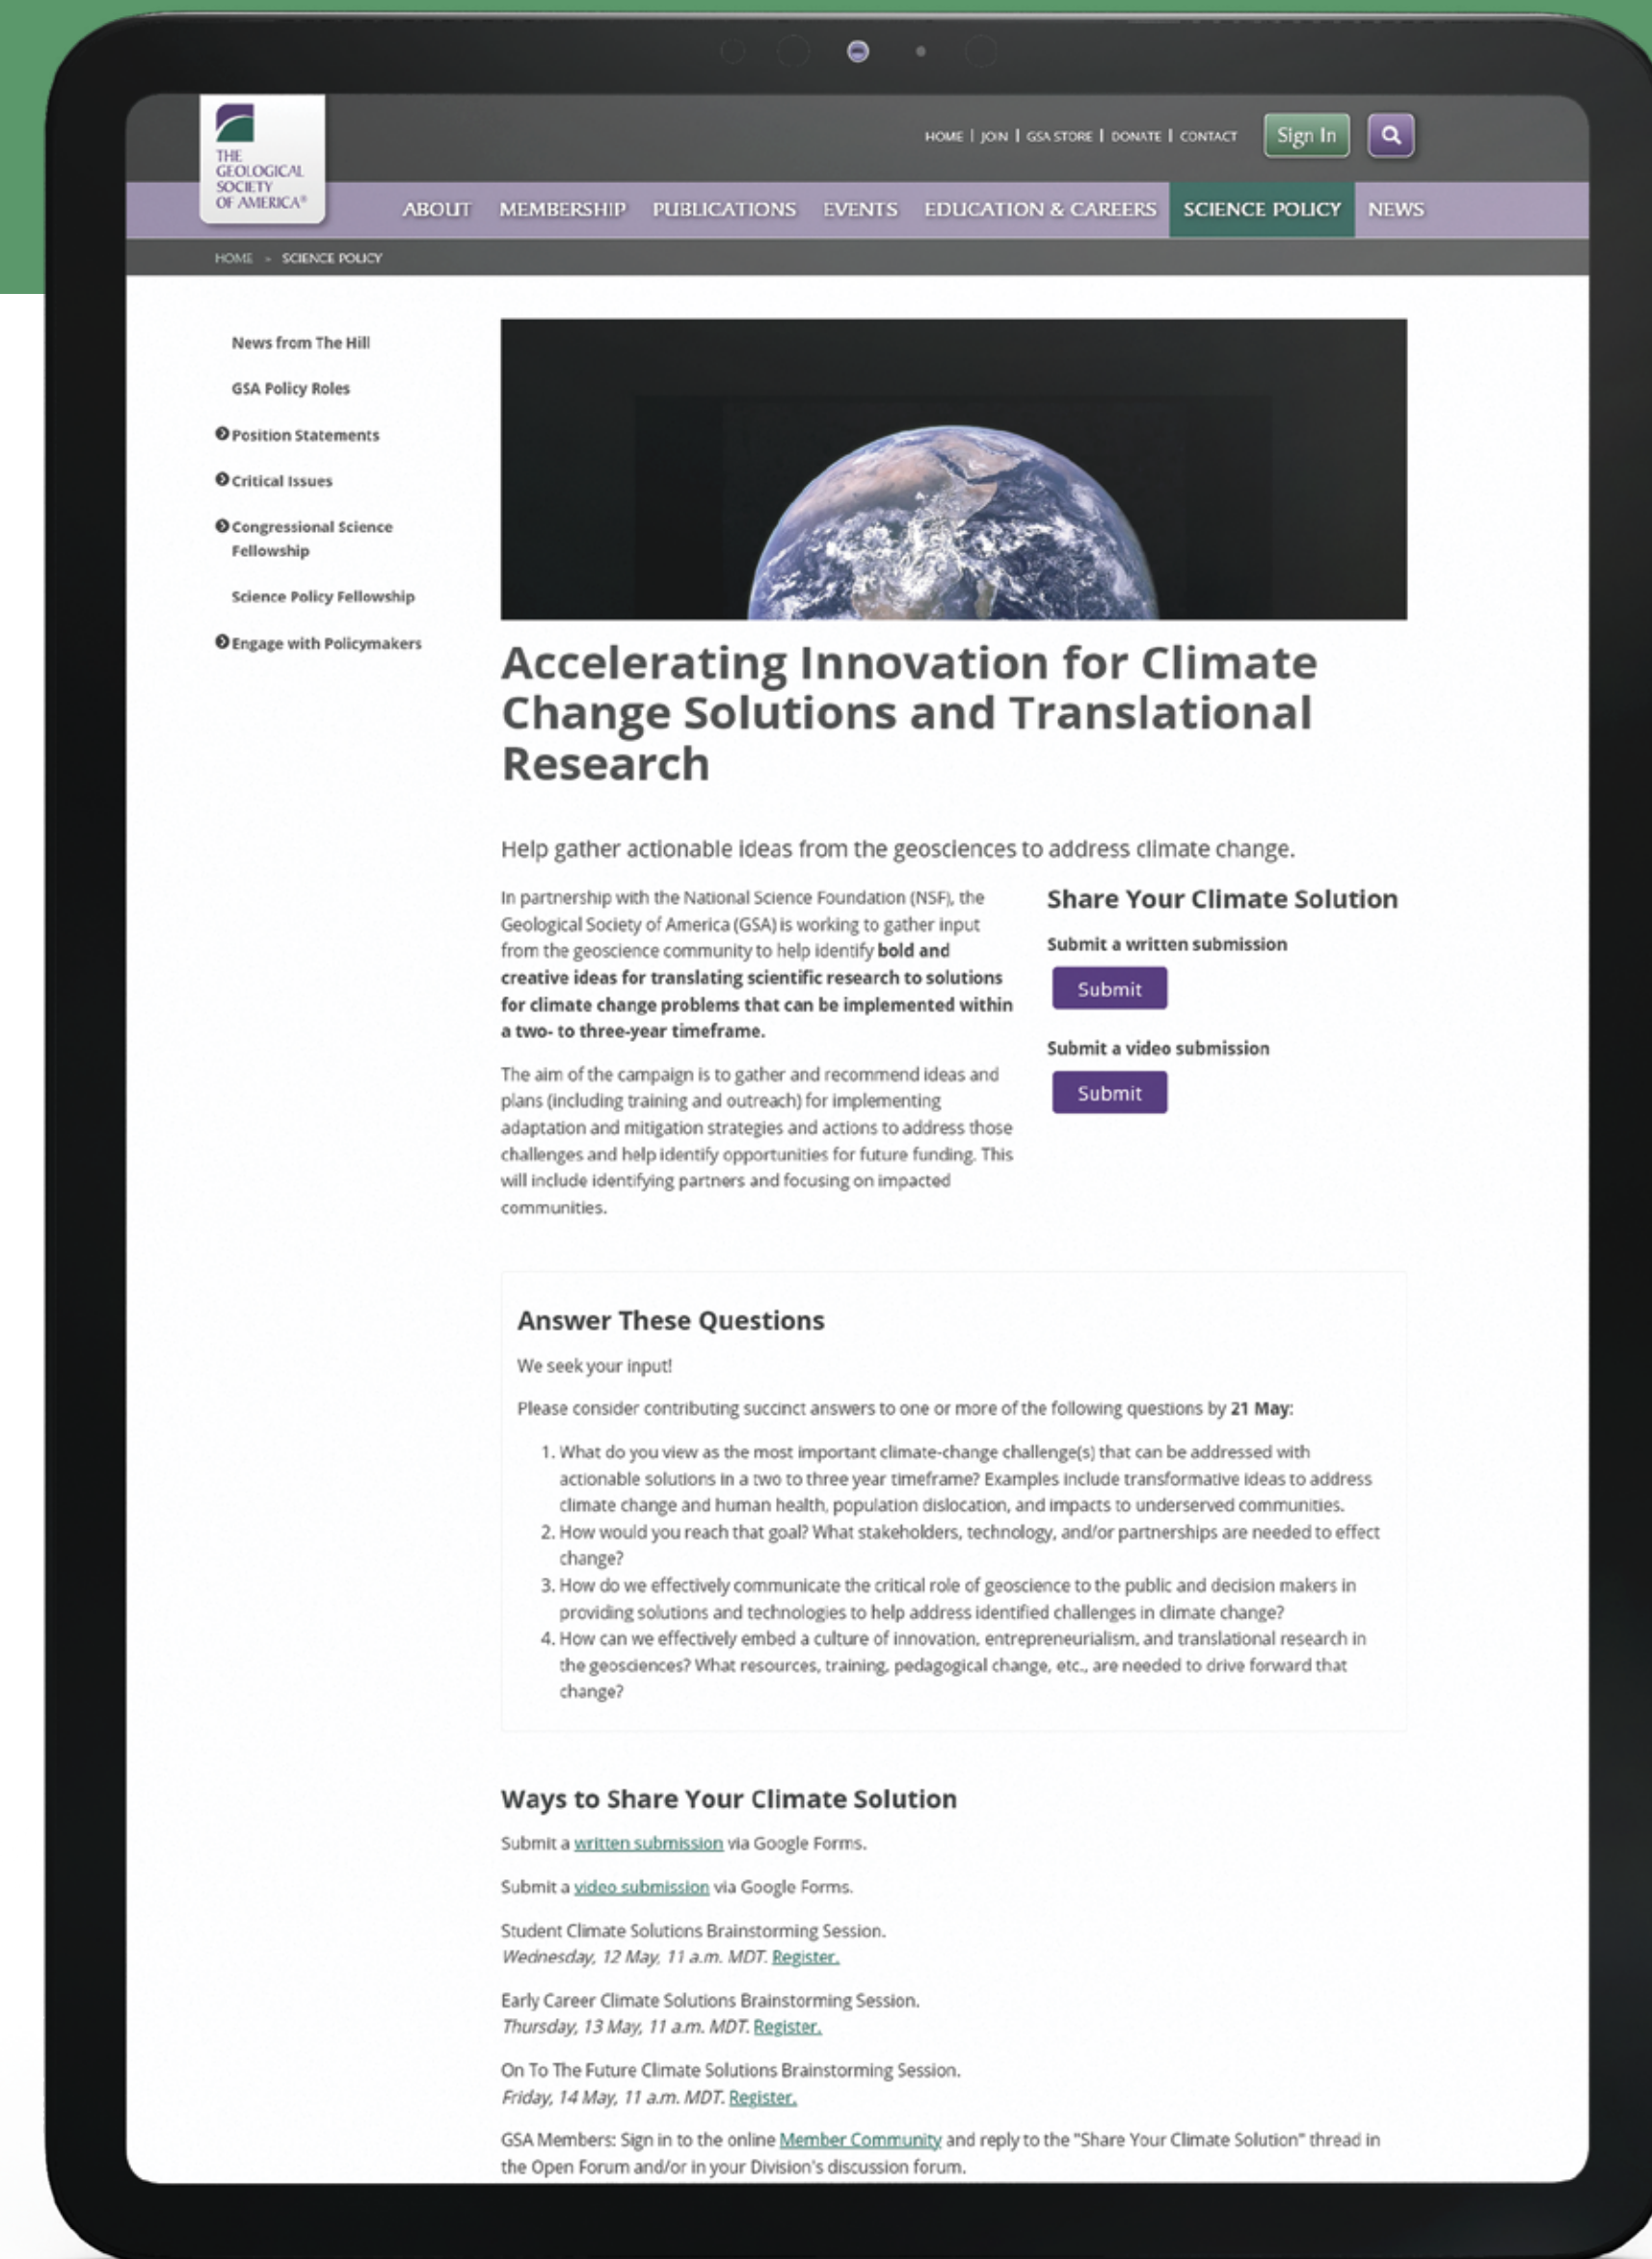 THE
GEOLOGICAL
SOCIETY
OF AMERICA®
HOME | JOIN | GSA STORE | DONATE | CONTACT
Sign In
ABOUT MEMBERSHIP PUBLICATIONS EVENTS EDUCATION & CAREERS SCIENCE POLICY NEWS
HOME » SCIENCE POLICY
News from The Hill
GSA Policy Roles
Position Statements
Critical Issues
Congressional Science
Fellowship
Science Policy Fellowship
Engage with Policymakers
Accelerating Innovation for Climate
Change Solutions and Translational
Research
Help gather actionable ideas from the geosciences to address climate change.
In partnership with the National Science Foundation (NSF), the
Geological Society of America (GSA) is working to gather input
from the geoscience community to help identify bold and
creative ideas for translating scientific research to solutions
for climate change problems that can be implemented within
a two- to three-year timeframe.
The aim of the campaign is to gather and recommend ideas and
plans (including training and outreach) for implementing
adaptation and mitigation strategies and actions to address those
challenges and help identify opportunities for future funding. This
will include identifying partners and focusing on impacted
communities.
Share Your Climate Solution
Submit a written submission
Submit
Submit a video submission
Submit
Answer These Questions
We seek your input!
Please consider contributing succinct answers to one or more of the following questions by 21 May:
1. What do you view as the most important climate-change challenge(s) that can be addressed with
actionable solutions in a two to three year timeframe? Examples include transformative ideas to address
climate change and human health, population dislocation, and impacts to underserved communities.
2. How would you reach that goal? What stakeholders, technology, and/or partnerships are needed to effect
change?
3. How do we effectively communicate the critical role of geoscience to the public and decision makers in
providing solutions and technologies to help address identified challenges in climate change?
4. How can we effectively embed a culture of innovation, entrepreneurialism, and translational research in
the geosciences? What resources, training, pedagogical change, etc., are needed to drive forward that
change?
Ways to Share Your Climate Solution
Submit a written submission via Google Forms.
Submit a video submission via Google Forms.
Student Climate Solutions Brainstorming Session.
Wednesday, 12 May, 11 a.m. MDT. Register.
Early Career Climate Solutions Brainstorming Session.
Thursday, 13 May, 11 a.m. MDT. Register.
On To The Future Climate Solutions Brainstorming Session.
Friday, 14 May, 11 a.m. MDT. Register.
GSA Members: Sign in to the online Member Community and reply to the "Share Your Climate Solution" thread in
the Open Forum and/or in your Division's discussion forum.